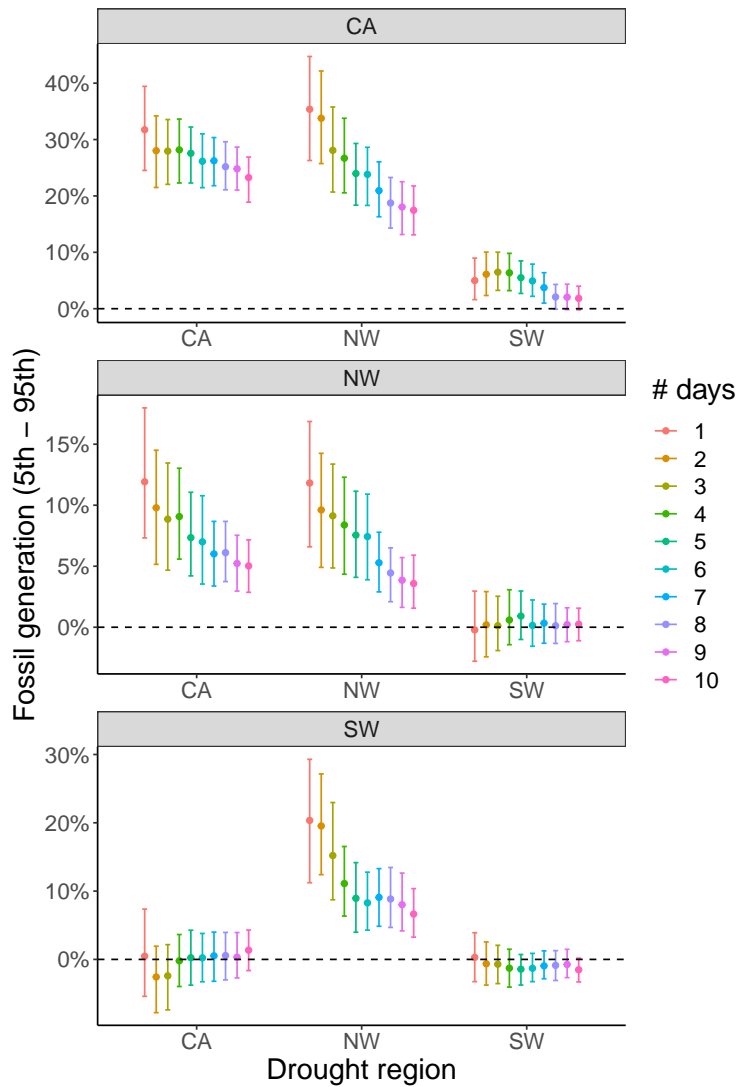 CA
40%
30%
20%
10%
0%
CA NW SW
NW
15%
10%
5%
0%
CA NW SW
SW
30%
20%
10%
0%
CA NW SW
Drought region
Fossil generation (5th − 95th)
# days
1
2
3
4
5
6
7
8
9
10